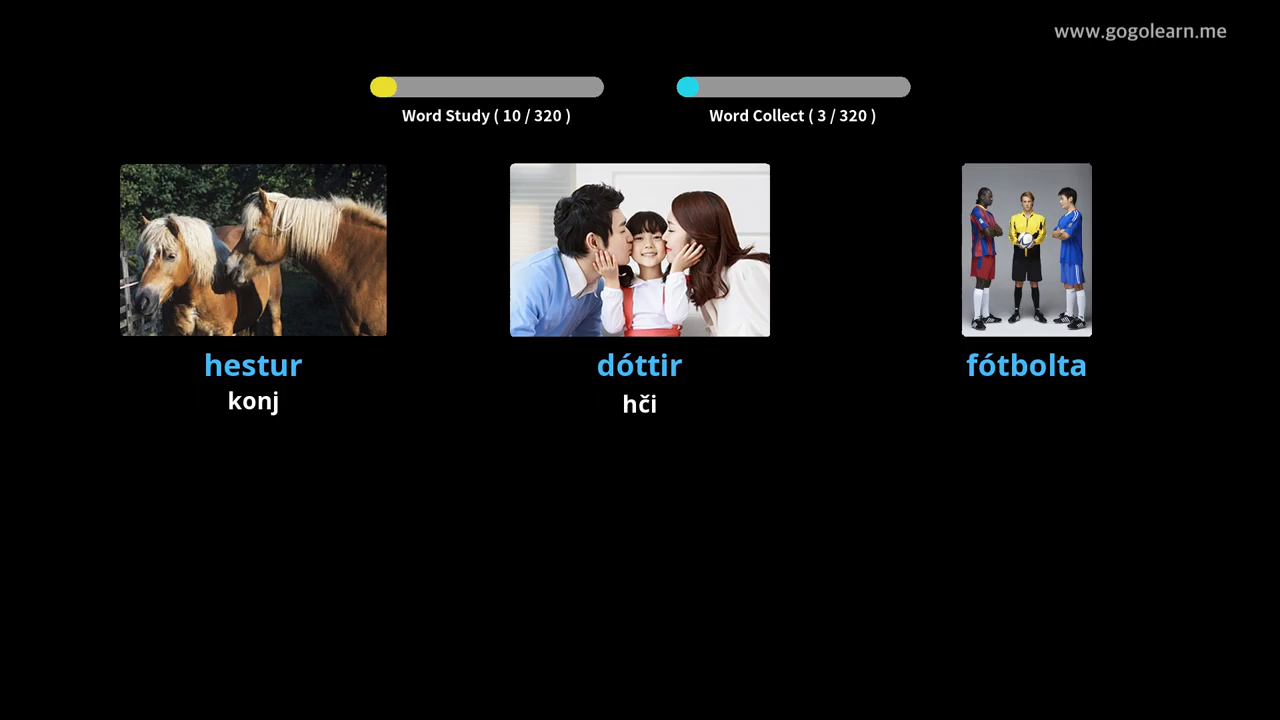 www.gogolearn.me
Word Study ( 10 / 320 )
Word Collect ( 3 / 320 )
hestur
konj
dóttir
hči
fótbolta